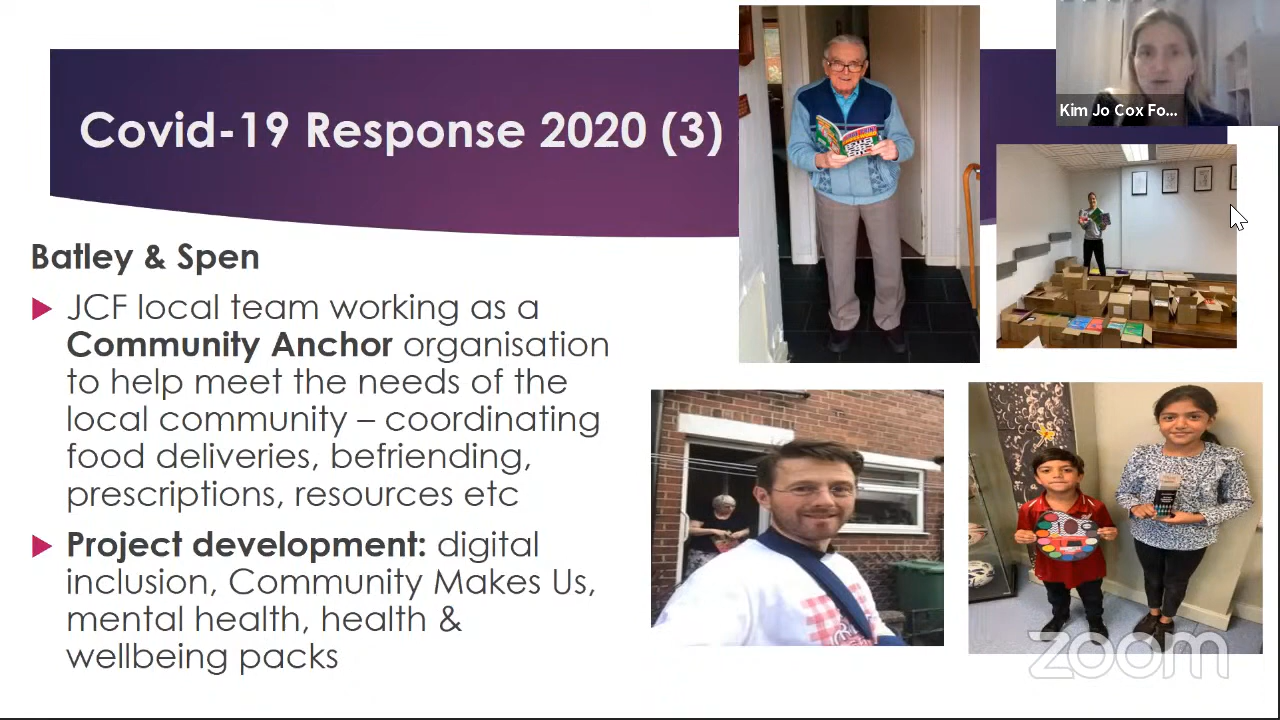 Covid-19 Response 2020 (3)
Kim Jo Cox Fo...
Batley & Spen
JCF local team working as a
Community Anchor organisation
to help meet the needs of the
local community – coordinating
food deliveries, befriending,
prescriptions, resources etc
Project development: digital
inclusion, Community Makes Us,
mental health, health &
wellbeing packs
zoom